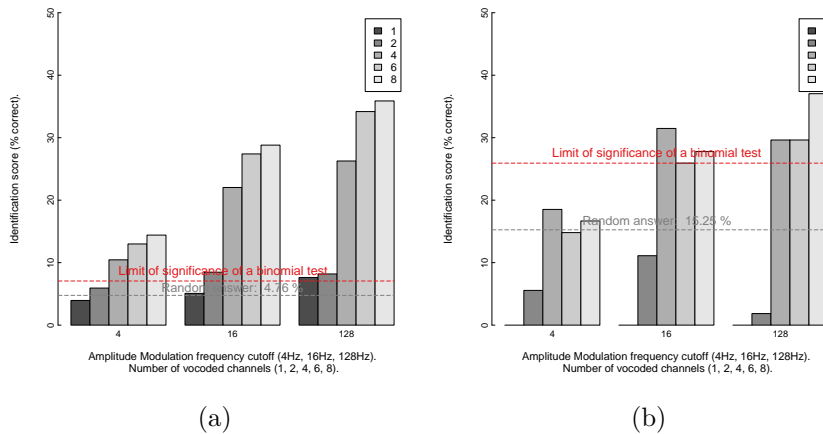 50
40
30
20
10
0
Identification score (% correct).
1
2
4
6
8
Limit of significance of a binomial test
Random answer: 4.76 %
4
16
128
Amplitude Modulation frequency cutoff (4Hz, 16Hz, 128Hz).
Number of vocoded channels (1, 2, 4, 6, 8).
(a)
50
40
30
20
10
0
Identification score (% correct).
Limit of significance of a binomial test
Random answer: 15.25 %
4
16
128
Amplitude Modulation frequency cutoff (4Hz, 16Hz, 128Hz).
Number of vocoded channels (1, 2, 4, 6, 8).
(b)